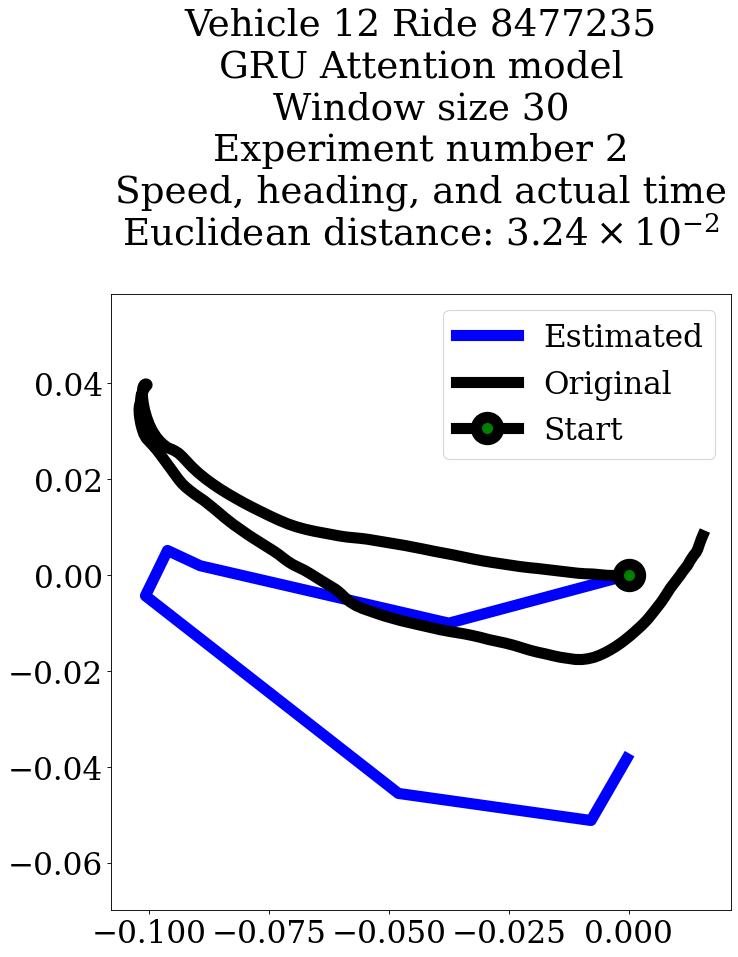 Vehicle 12 Ride 8477235
GRU Attention model
Window size 30
Experiment number 2
Speed, heading, and actual time
Euclidean distance: 3.24 × 10⁻²
Estimated
Original
Start
0.04
0.02
0.00
−0.02
−0.04
−0.06
−0.100 −0.075 −0.050 −0.025 0.000